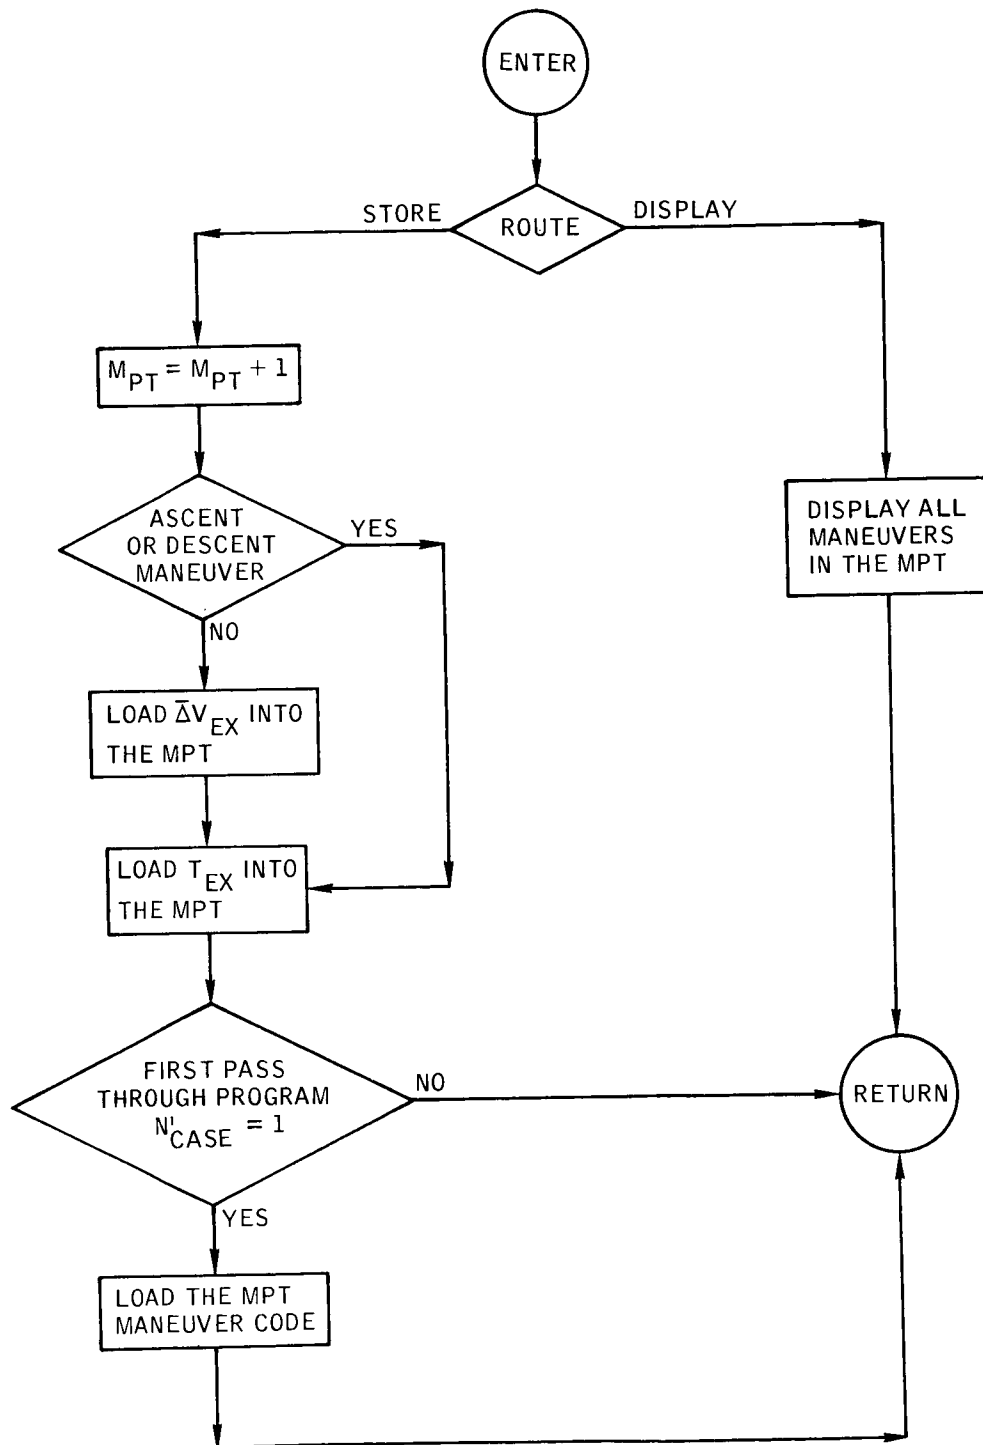 ENTER
STORE
ROUTE
DISPLAY
M_PT = M_PT + 1
ASCENT
OR DESCENT
MANEUVER
YES
NO
DISPLAY ALL
MANEUVERS
IN THE MPT
LOAD Δ̄V_EX INTO
THE MPT
LOAD T_EX INTO
THE MPT
FIRST PASS
THROUGH PROGRAM
N'_CASE = 1
NO
YES
RETURN
LOAD THE MPT
MANEUVER CODE